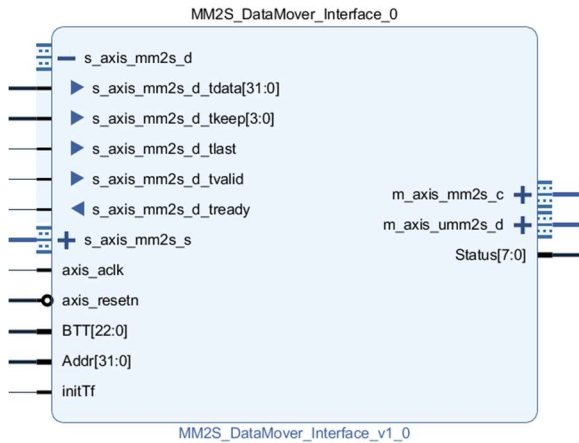 MM2S_DataMover_Interface_0
s_axis_mm2s_d
s_axis_mm2s_d_tdata[31:0]
s_axis_mm2s_d_tkeep[3:0]
s_axis_mm2s_d_tlast
s_axis_mm2s_d_tvalid
s_axis_mm2s_d_tready
s_axis_mm2s_s
axis_aclk
axis_resetn
BTT[22:0]
Addr[31:0]
initTf
m_axis_mm2s_c
m_axis_umm2s_d
Status[7:0]
MM2S_DataMover_Interface_v1_0